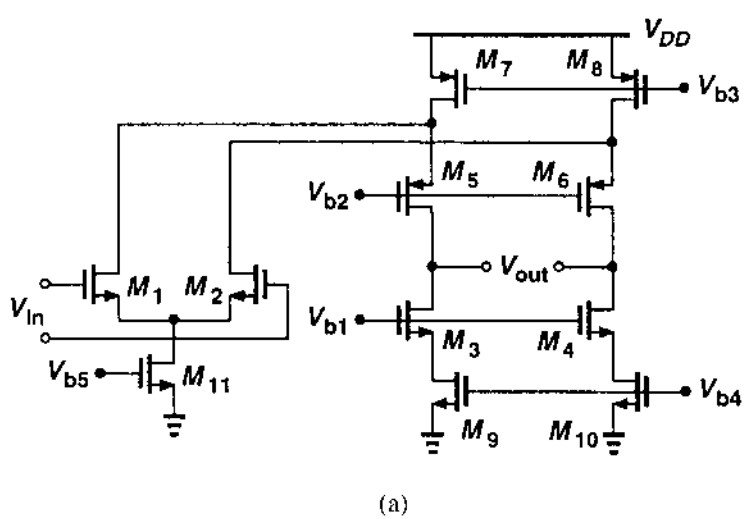 V_DD
M_7
M_8
V_b3
M_5
M_6
V_b2
V_out
M_1
M_2
V_in
V_b1
M_3
M_4
V_b5
M_11
V_b4
M_9
M_10
(a)